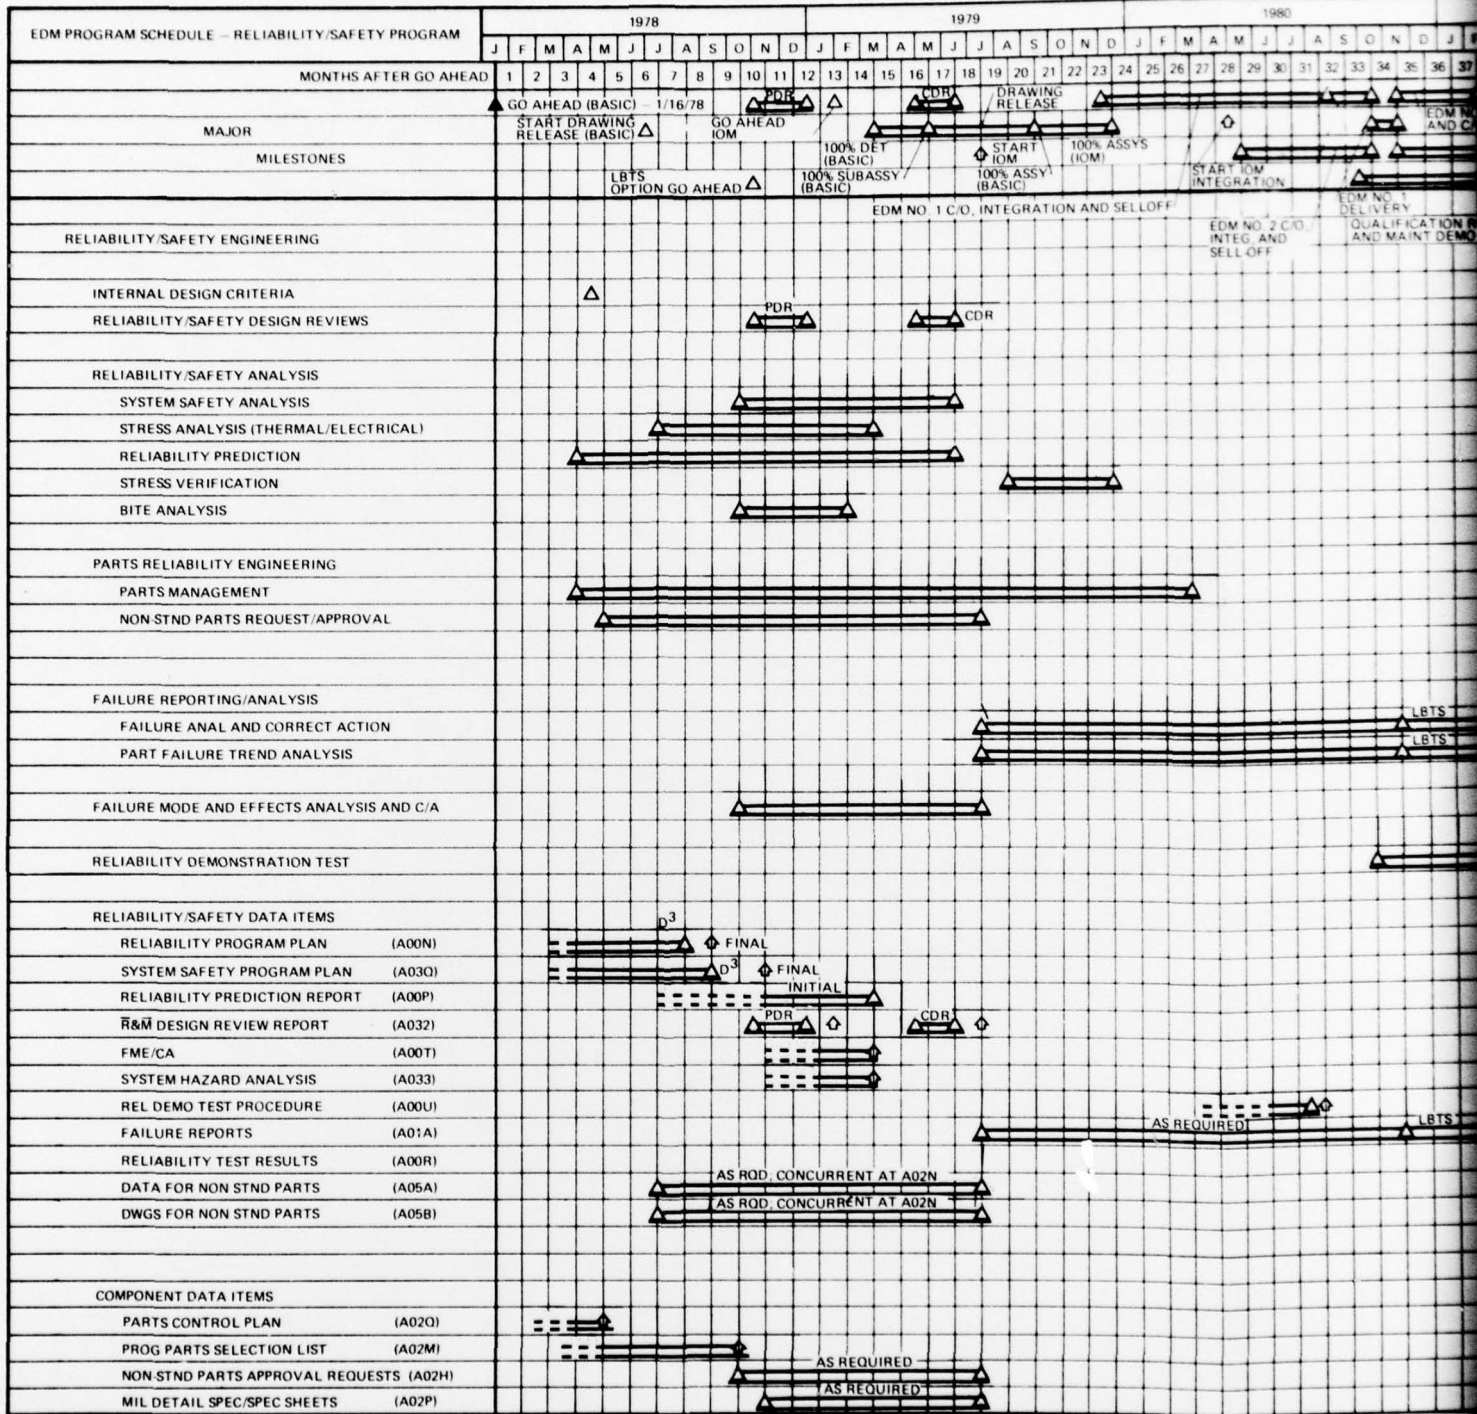 1978 1979 1980
EDM PROGRAM SCHEDULE – RELIABILITY/SAFETY PROGRAM
J F M A M J J A S O N D J F M A M J J A S O N D J F M A M J J A S O N D J
MONTHS AFTER GO AHEAD 1 2 3 4 5 6 7 8 9 10 11 12 13 14 15 16 17 18 19 20 21 22 23 24 25 26 27 28 29 30 31 32 33 34 35 36 37
GO AHEAD (BASIC) – 1/16/78 PDR CDR DRAWING
RELEASE
MAJOR
START DRAWING
RELEASE (BASIC)
GO AHEAD
IOM
EDM NO
AND C/
MILESTONES
100% DET
(BASIC)
START
IOM
100% ASSYS
(IOM)
LBTS
OPTION GO AHEAD
100% SUBASSY
(BASIC)
100% ASSY
(BASIC)
START IOM
INTEGRATION
EDM NO. 1 C/O, INTEGRATION AND SELLOFF
EDM NO. 1
DELIVERY
EDM NO. 2 C/O,
INTEG, AND
SELL-OFF
QUALIFICATION R
AND MAINT DEMO
RELIABILITY/SAFETY ENGINEERING
INTERNAL DESIGN CRITERIA
RELIABILITY/SAFETY DESIGN REVIEWS PDR CDR
RELIABILITY/SAFETY ANALYSIS
SYSTEM SAFETY ANALYSIS
STRESS ANALYSIS (THERMAL/ELECTRICAL)
RELIABILITY PREDICTION
STRESS VERIFICATION
BITE ANALYSIS
PARTS RELIABILITY ENGINEERING
PARTS MANAGEMENT
NON-STND PARTS REQUEST/APPROVAL
FAILURE REPORTING/ANALYSIS
FAILURE ANAL AND CORRECT ACTION LBTS
PART FAILURE TREND ANALYSIS LBTS
FAILURE MODE AND EFFECTS ANALYSIS AND C/A
RELIABILITY DEMONSTRATION TEST
RELIABILITY/SAFETY DATA ITEMS
RELIABILITY PROGRAM PLAN (A00N) D³ FINAL
SYSTEM SAFETY PROGRAM PLAN (A03Q) D³ FINAL
RELIABILITY PREDICTION REPORT (A00P) INITIAL
R̅&M̅ DESIGN REVIEW REPORT (A032) PDR CDR
FME/CA (A00T)
SYSTEM HAZARD ANALYSIS (A033)
REL DEMO TEST PROCEDURE (A00U)
FAILURE REPORTS (A01A) AS REQUIRED LBTS
RELIABILITY TEST RESULTS (A00R)
DATA FOR NON STND PARTS (A05A) AS RQD, CONCURRENT AT A02N
DWGS FOR NON STND PARTS (A05B) AS RQD, CONCURRENT AT A02N
COMPONENT DATA ITEMS
PARTS CONTROL PLAN (A02Q)
PROG PARTS SELECTION LIST (A02M)
NON-STND PARTS APPROVAL REQUESTS (A02H) AS REQUIRED
MIL DETAIL SPEC/SPEC SHEETS (A02P) AS REQUIRED